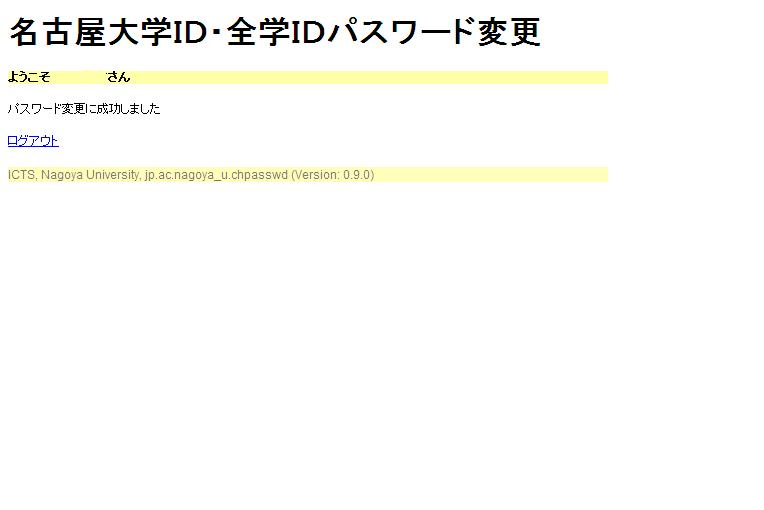 名古屋大学ID・全学IDパスワード変更
ようこそ さん
パスワード変更に成功しました
ログアウト
ICTS, Nagoya University, jp.ac.nagoya_u.chpasswd (Version: 0.9.0)